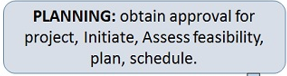 PLANNING: obtain approval for
project, Initiate, Assess feasibility,
plan, schedule.